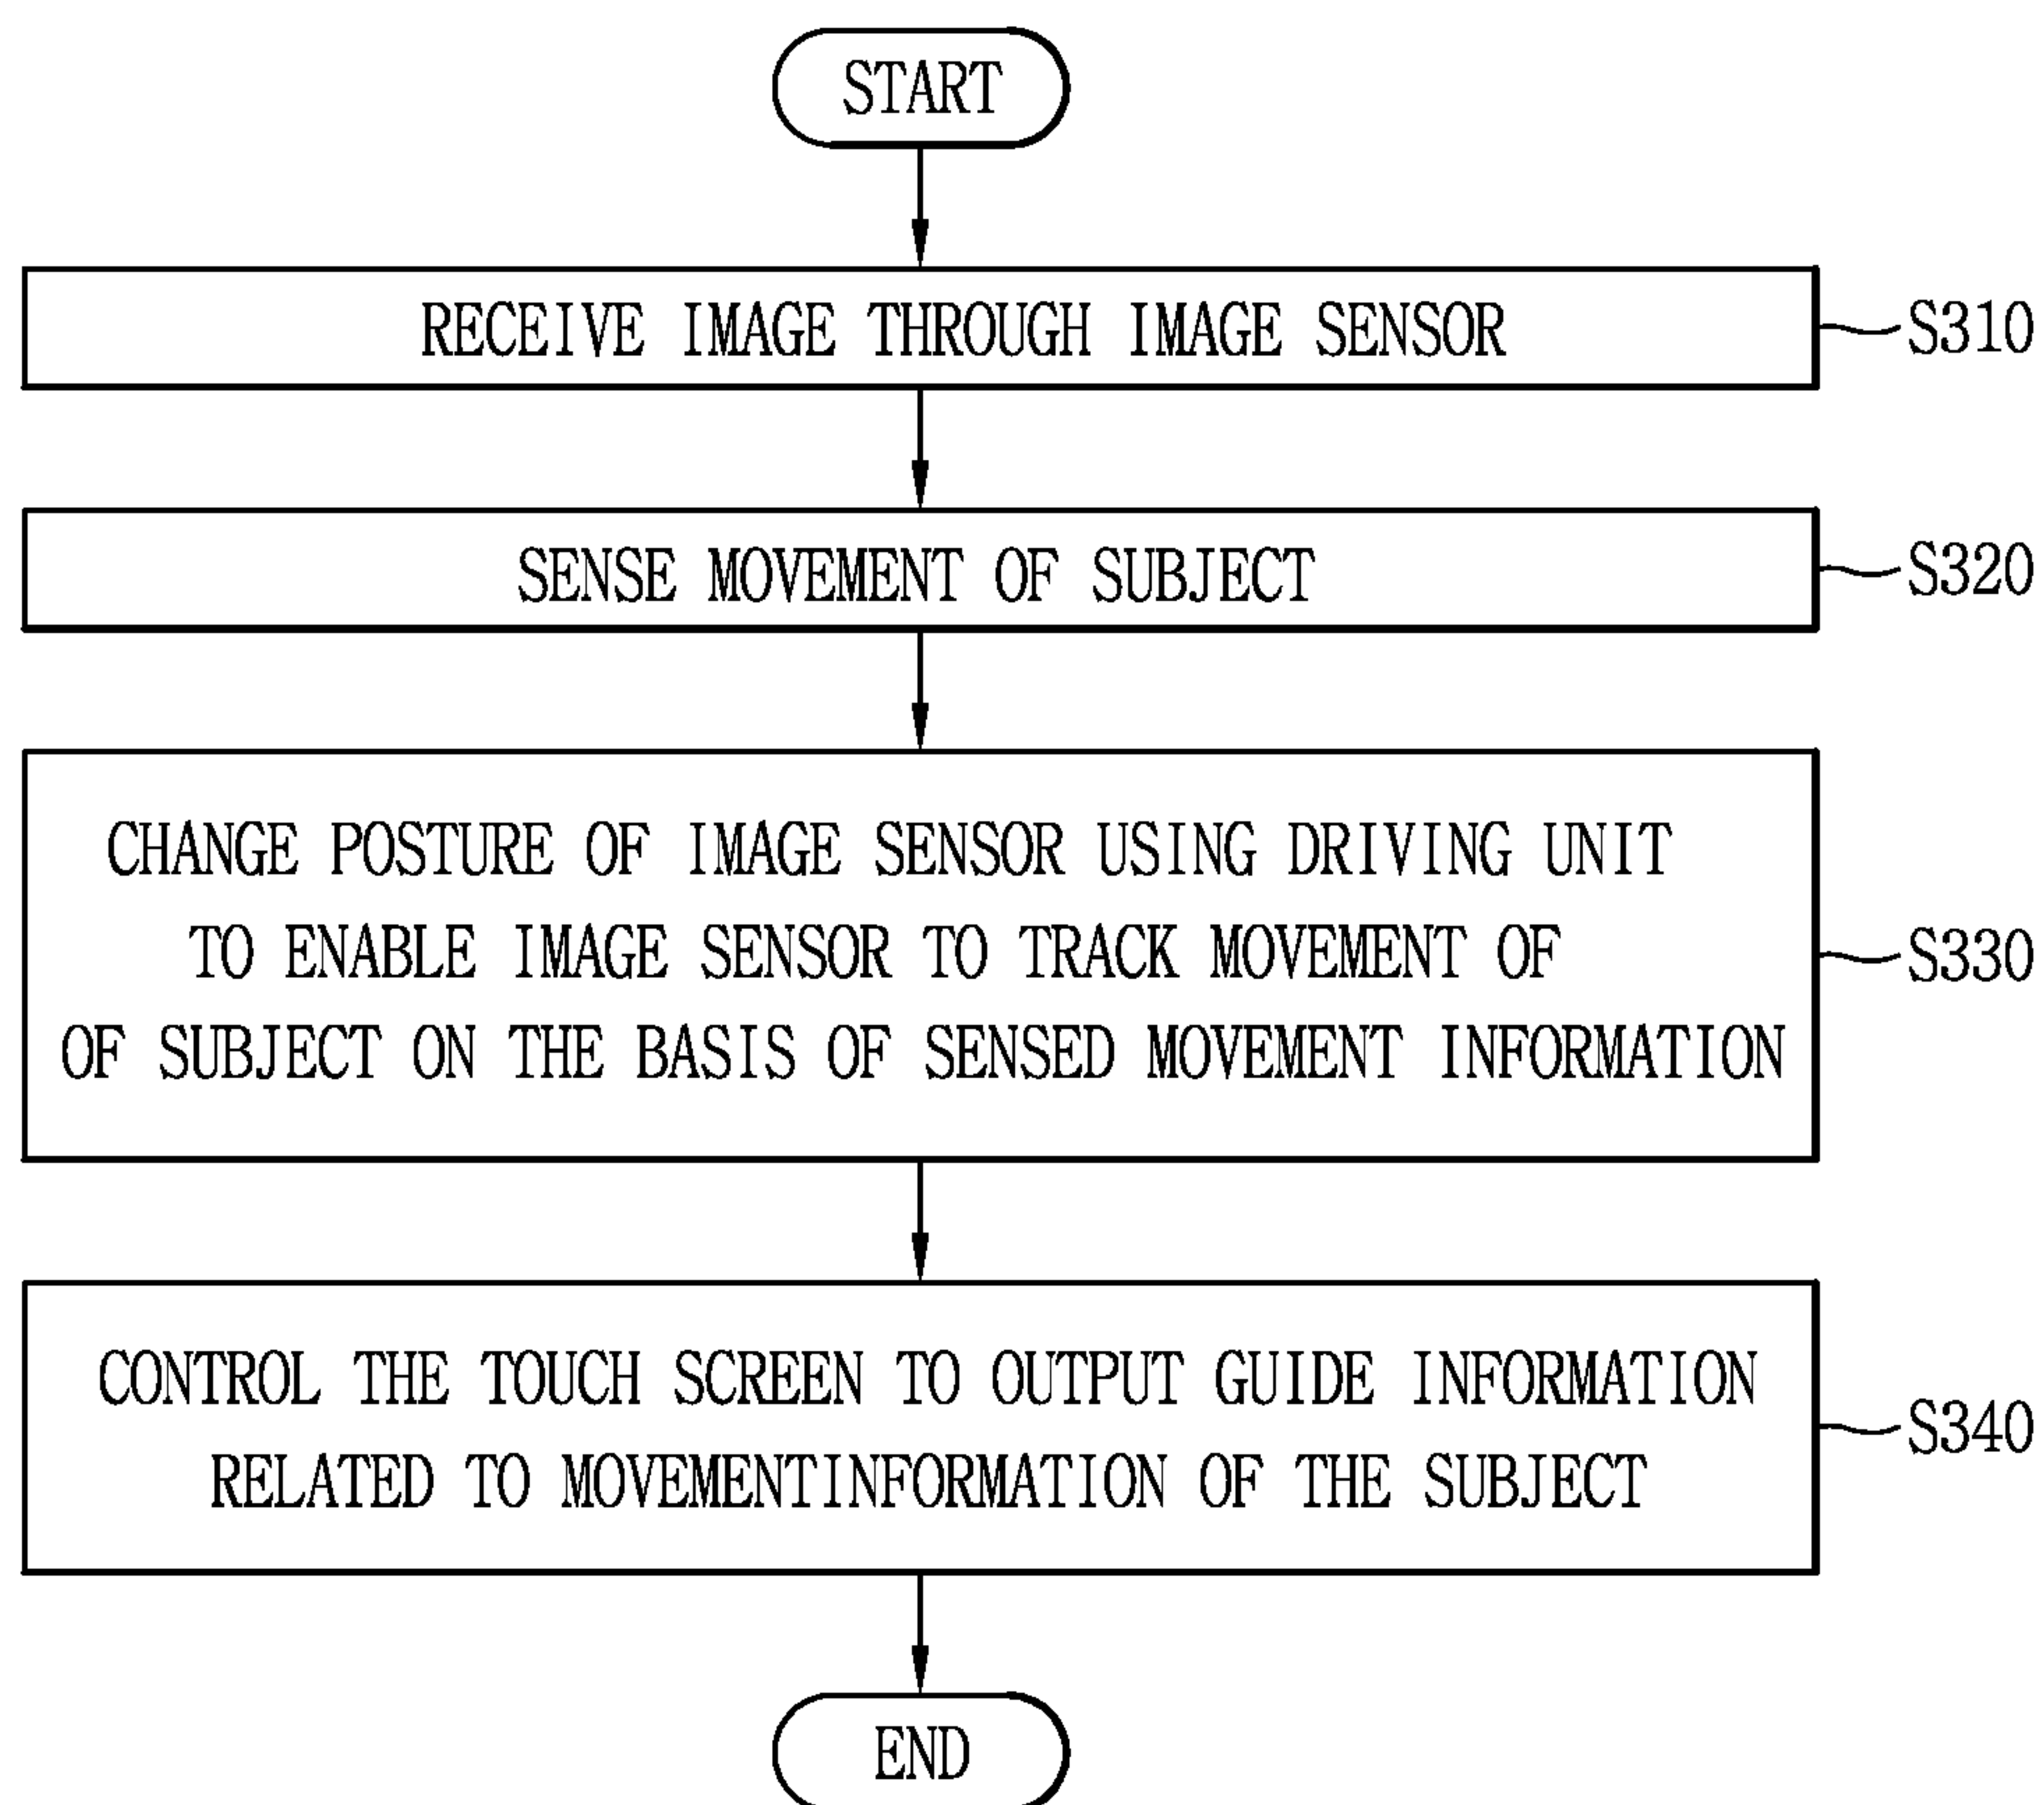 START
RECEIVE IMAGE THROUGH IMAGE SENSOR
S310
SENSE MOVEMENT OF SUBJECT
S320
CHANGE POSTURE OF IMAGE SENSOR USING DRIVING UNIT
TO ENABLE IMAGE SENSOR TO TRACK MOVEMENT OF
OF SUBJECT ON THE BASIS OF SENSED MOVEMENT INFORMATION
S330
CONTROL THE TOUCH SCREEN TO OUTPUT GUIDE INFORMATION
RELATED TO MOVEMENTINFORMATION OF THE SUBJECT
S340
END